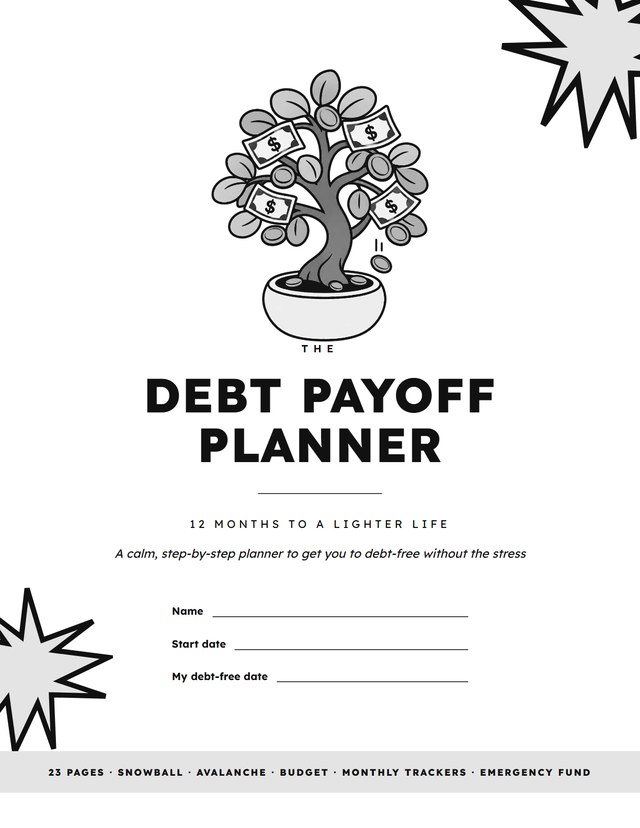 $ $
$ $
THE
DEBT PAYOFF
PLANNER
12 MONTHS TO A LIGHTER LIFE
A calm, step-by-step planner to get you to debt-free without the stress
Name
Start date
My debt-free date
23 PAGES · SNOWBALL · AVALANCHE · BUDGET · MONTHLY TRACKERS · EMERGENCY FUND